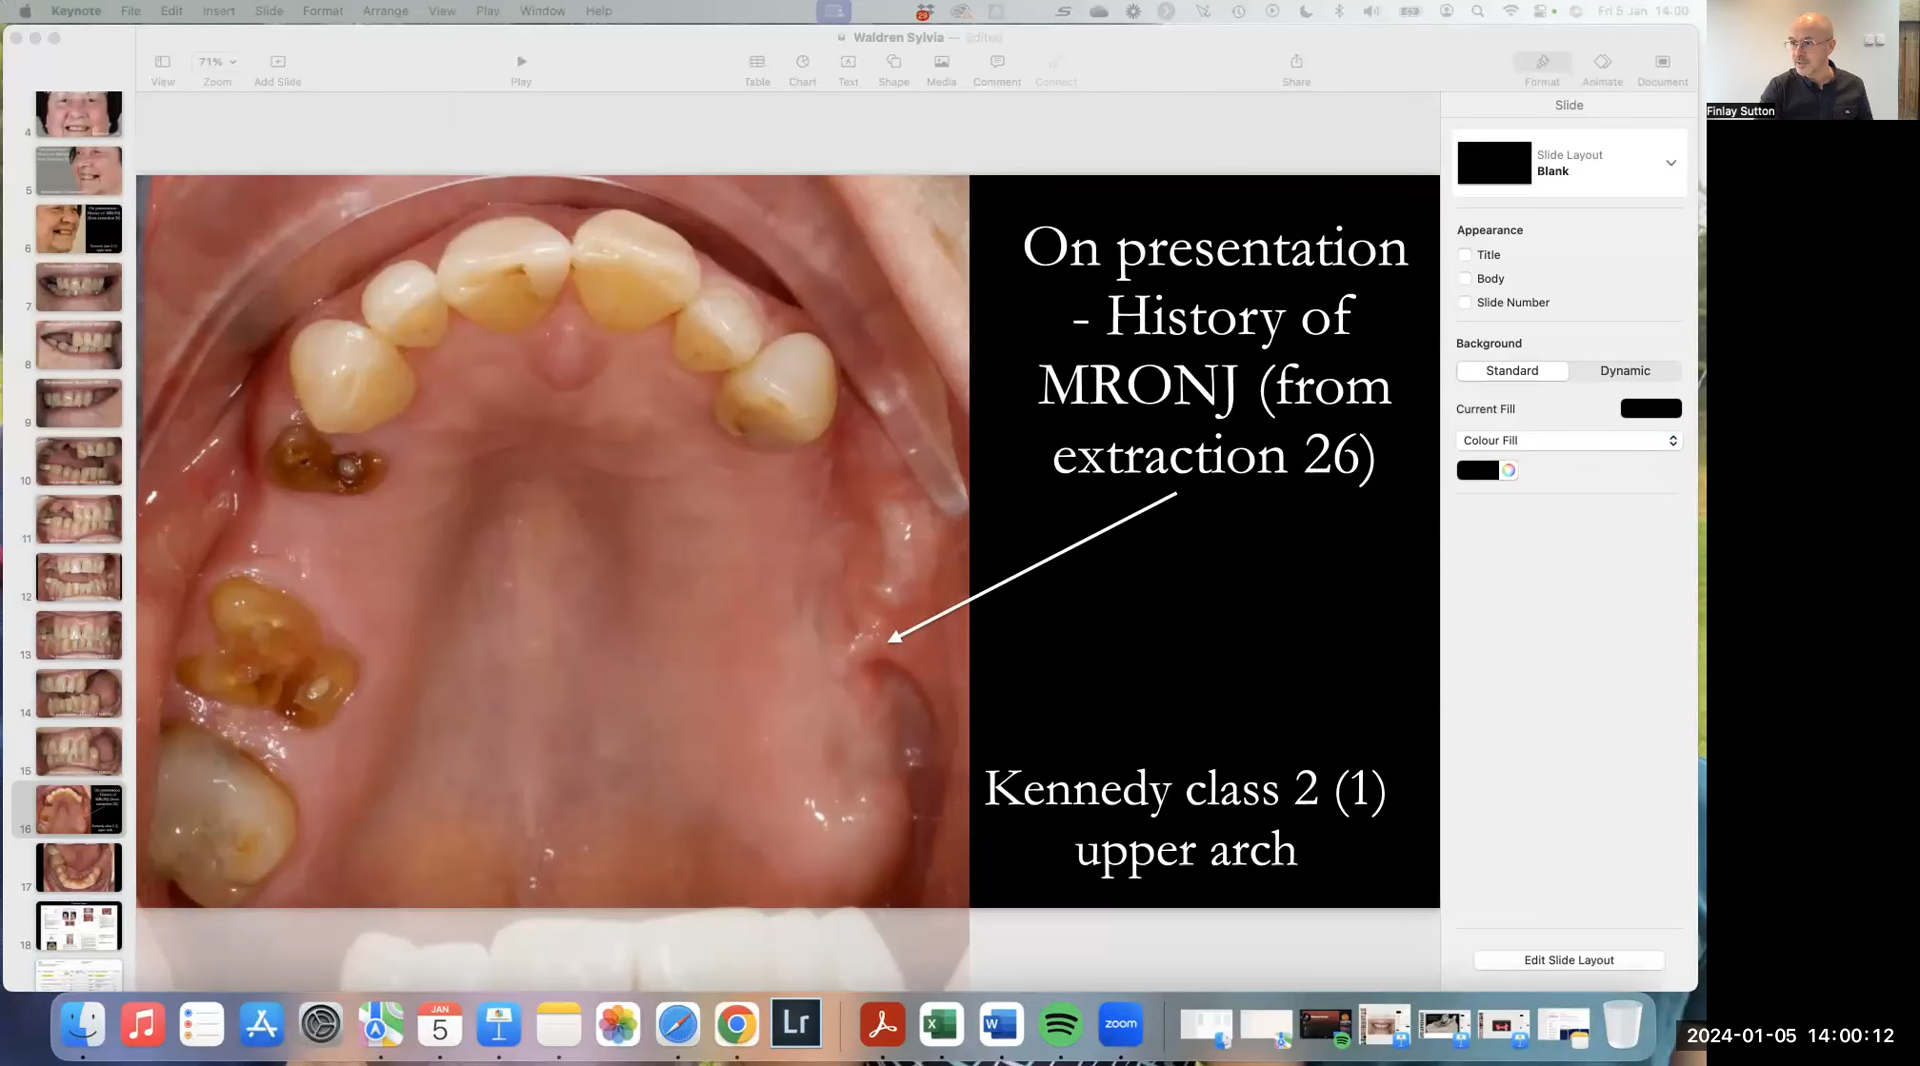 Keynote File Edit Insert Slide Format Arrange View Play Window Help Fri 5 Jan 14:00
Waldren Sylvia — Edited
71%
View Zoom Add Slide Play Table Chart Text Shape Media Comment Connect Share Format Animate Document
Slide
Slide Layout
Blank
Appearance
Title
Body
Slide Number
Background
Standard Dynamic
Current Fill
Colour Fill
Edit Slide Layout
4
5
6
7
8
9
10
11
12
13
14
15
16
17
18
On presentation
- History of
MRONJ (from
extraction 26)
Kennedy class 2 (1)
upper arch
Finlay Sutton
JAN
5
Lr
X
W
zoom
2024-01-05 14:00:12